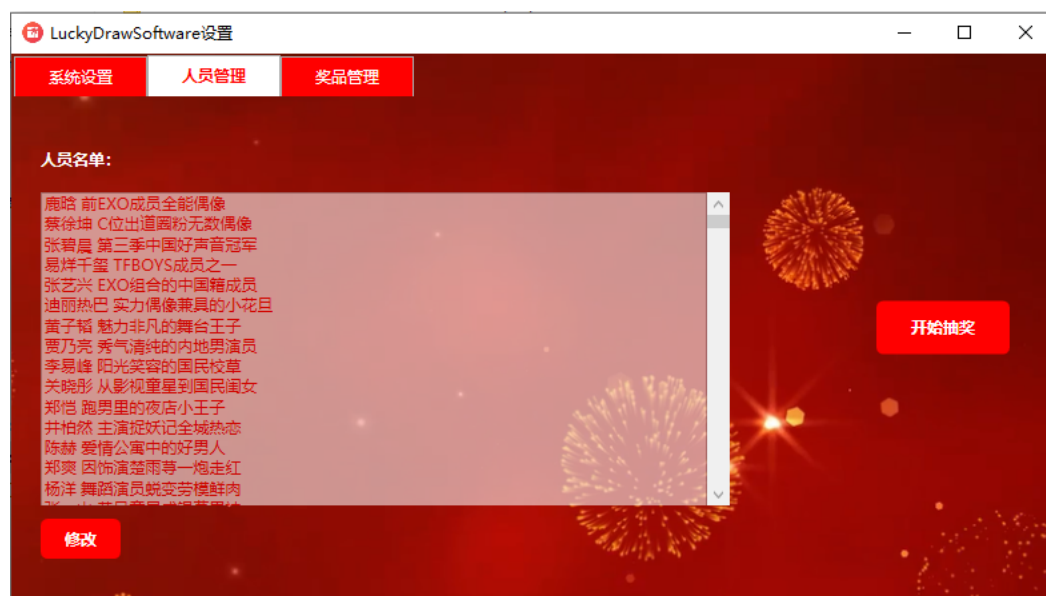 LuckyDrawSoftware设置
系统设置 人员管理 奖品管理
人员名单:
鹿晗 前EXO成员全能偶像
蔡徐坤 C位出道圈粉无数偶像
张碧晨 第三季中国好声音冠军
易烊千玺 TFBOYS成员之一
张艺兴 EXO组合的中国籍成员
迪丽热巴 实力偶像兼具的小花旦
黄子韬 魅力非凡的舞台王子
贾乃亮 秀气清纯的内地男演员
李易峰 阳光笑容的国民校草
关晓彤 从影视童星到国民闺女
郑恺 跑男里的夜店小王子
井柏然 主演捉妖记全城热恋
陈赫 爱情公寓中的好男人
郑爽 因饰演楚雨荨一炮走红
杨洋 舞蹈演员蜕变劳模鲜肉
开始抽奖
修改